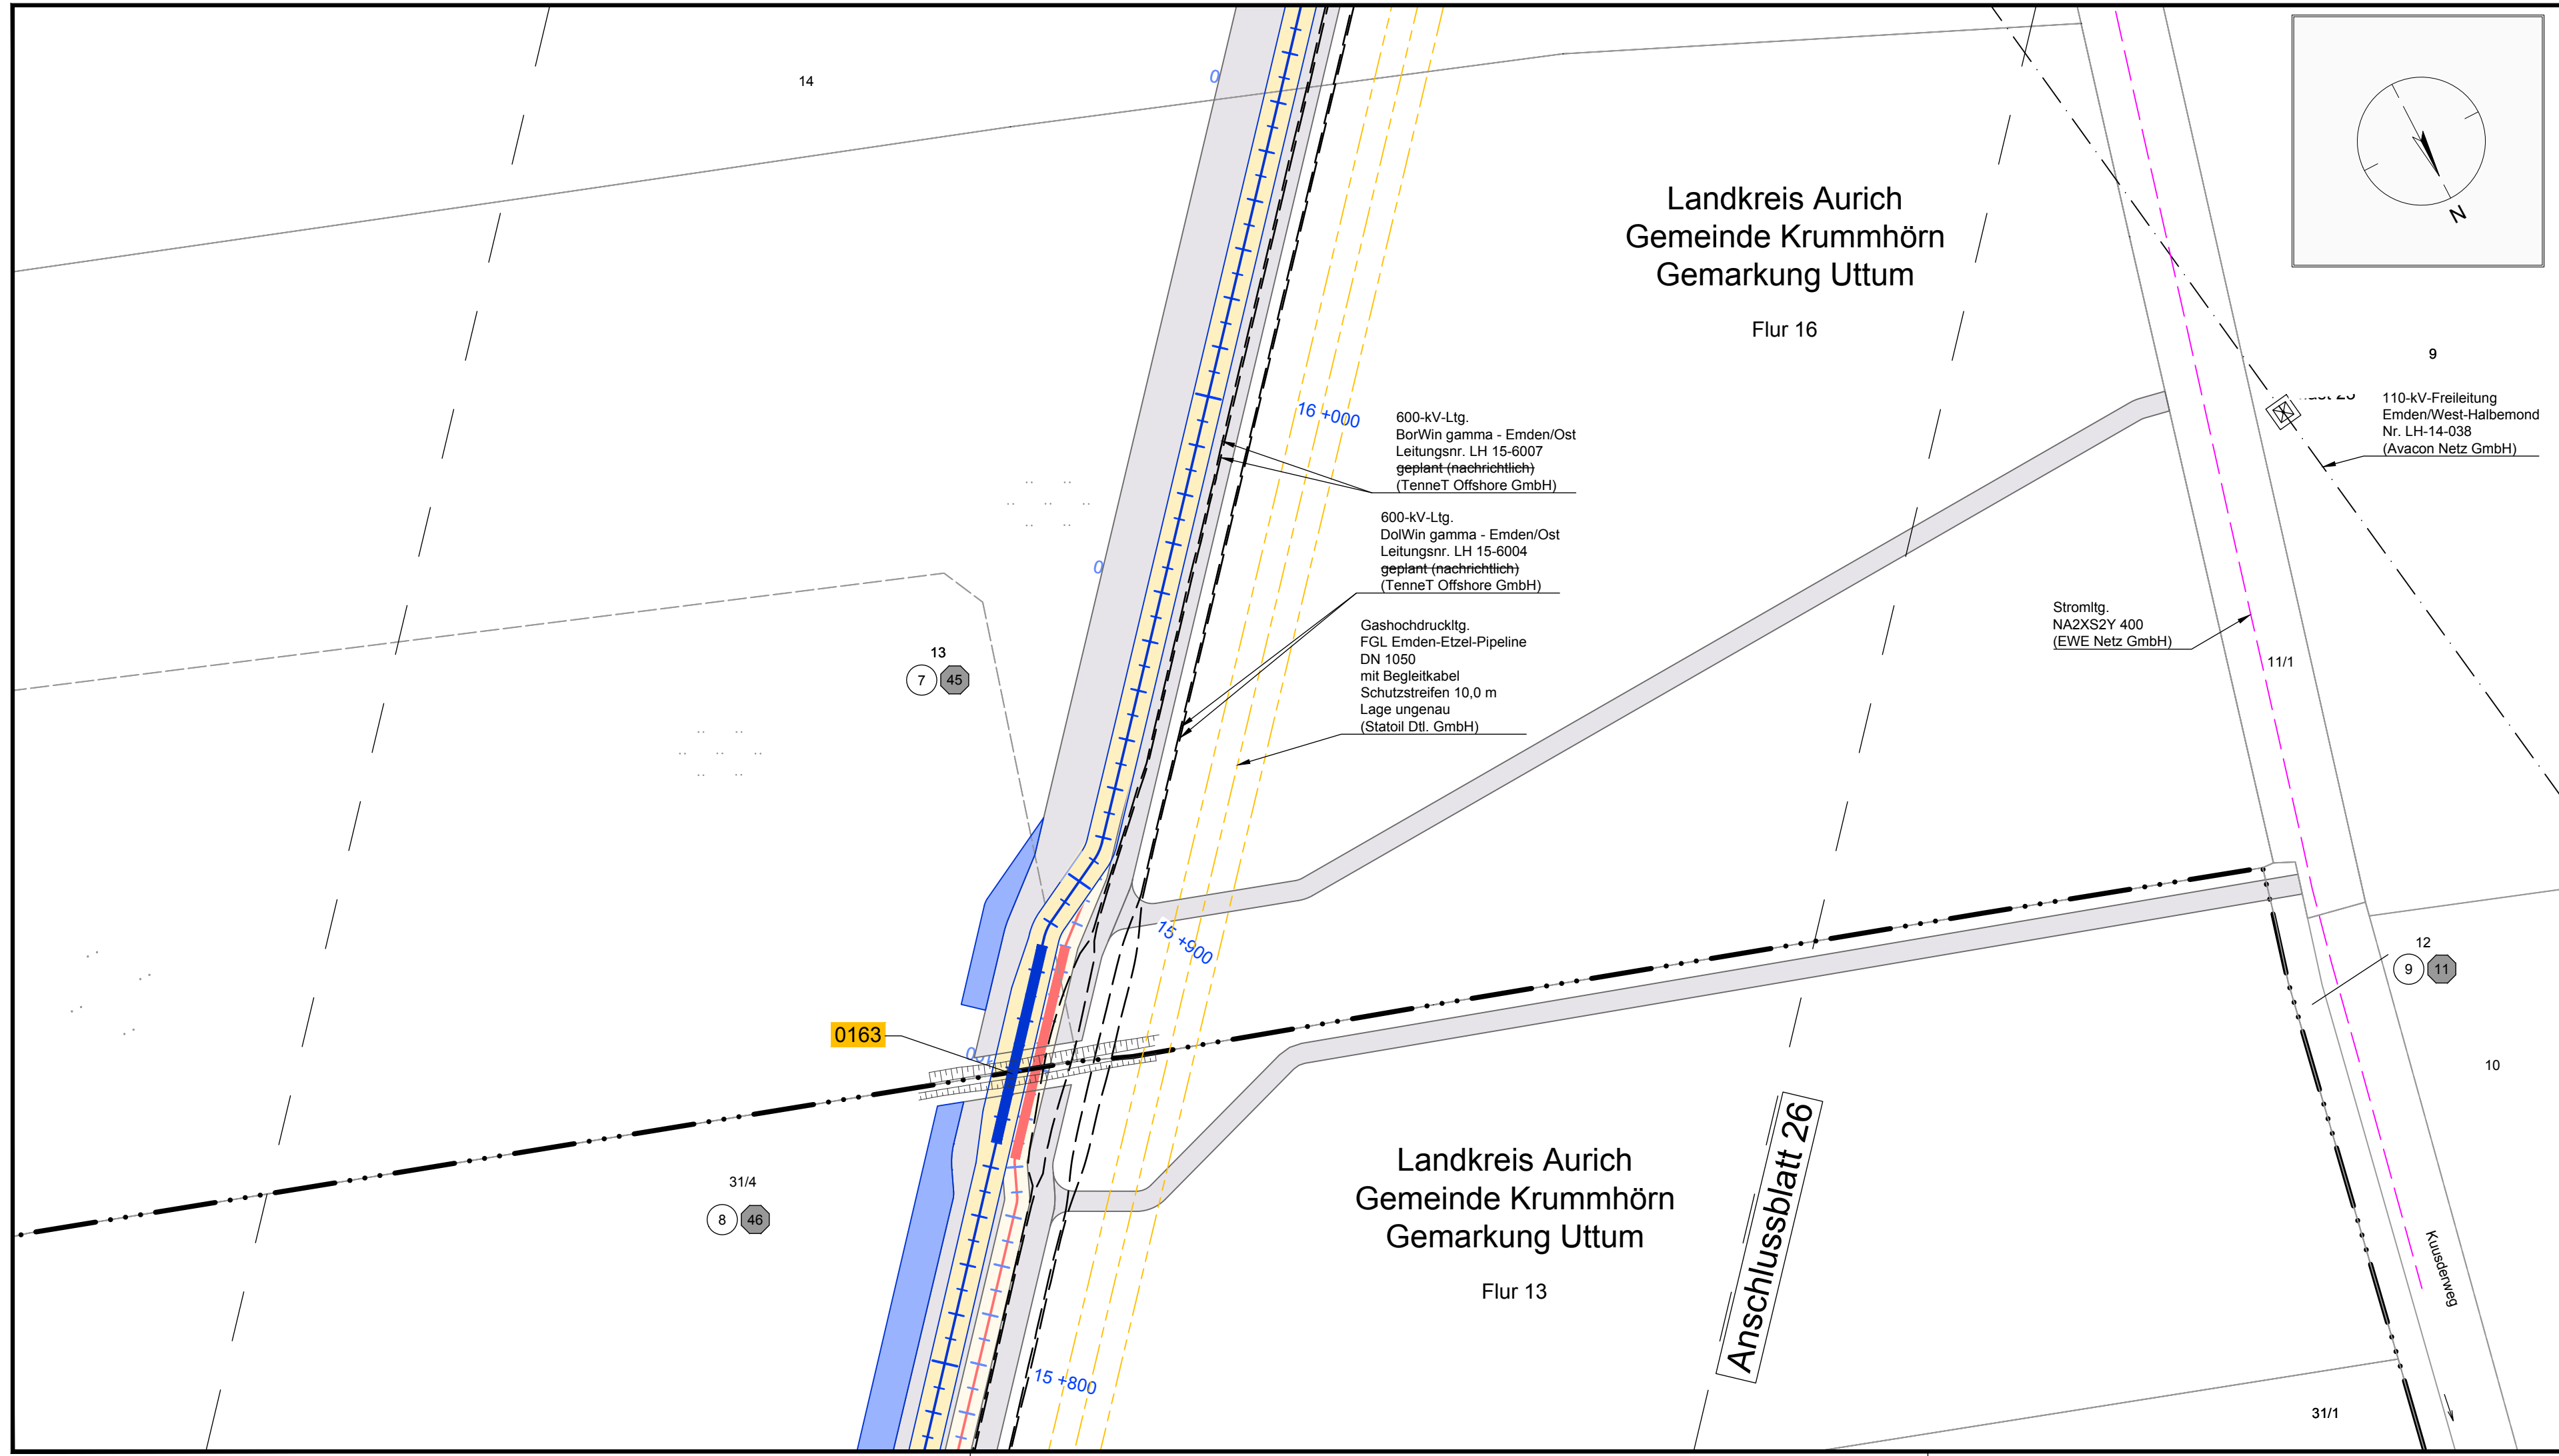 14
0
N
Landkreis Aurich
Gemeinde Krummhörn
Gemarkung Uttum
Flur 16
9
110-kV-Freileitung
Emden/West-Halbemond
Nr. LH-14-038
(Avacon Netz GmbH)
16 +000
600-kV-Ltg.
BorWin gamma - Emden/Ost
Leitungsnr. LH 15-6007
geplant (nachrichtlich)
(TenneT Offshore GmbH)
600-kV-Ltg.
DolWin gamma - Emden/Ost
Leitungsnr. LH 15-6004
geplant (nachrichtlich)
(TenneT Offshore GmbH)
0
Gashochdruckltg.
FGL Emden-Etzel-Pipeline
DN 1050
mit Begleitkabel
Schutzstreifen 10,0 m
Lage ungenau
(Statoil Dtl. GmbH)
Stromltg.
NA2XS2Y 400
(EWE Netz GmbH)
11/1
13
7 45
15 +900
12
9 11
0163
10
31/4
8 46
Landkreis Aurich
Gemeinde Krummhörn
Gemarkung Uttum
Flur 13
Anschlussblatt 26
Kuusderweg
15 +800
31/1